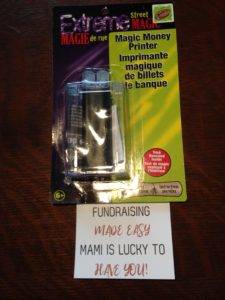 Extreme
Street
MAGIC
MAGIE de rue
Magic Money
Printer
Imprimante
magique
de billets
de banque
6+
FUNDRAISING
MADE EASY
MAMI IS LUCKY TO
HAVE YOU!